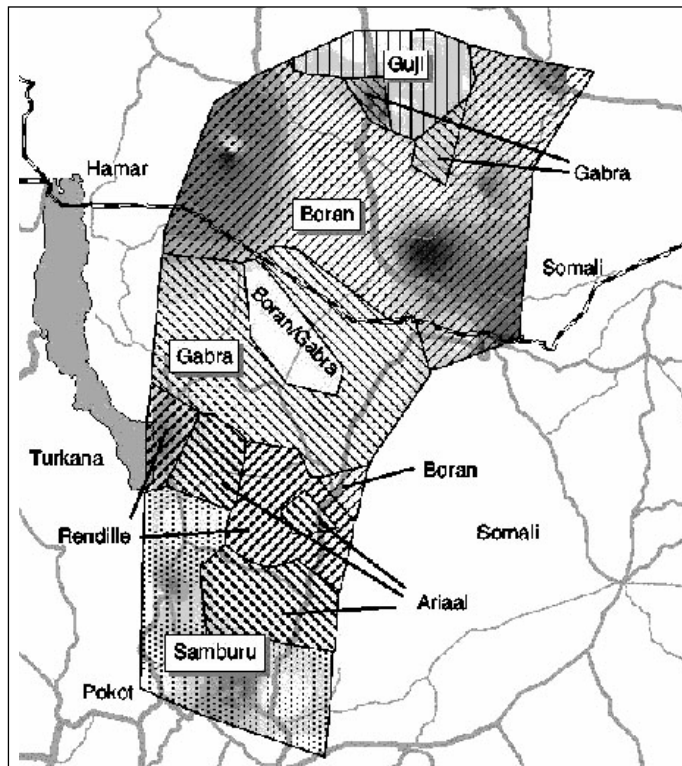 Guji
Hamar
Gabra
Boran
Somali
Boran/Gabra
Gabra
Turkana
Boran
Rendille
Somali
Ariaal
Samburu
Pokot